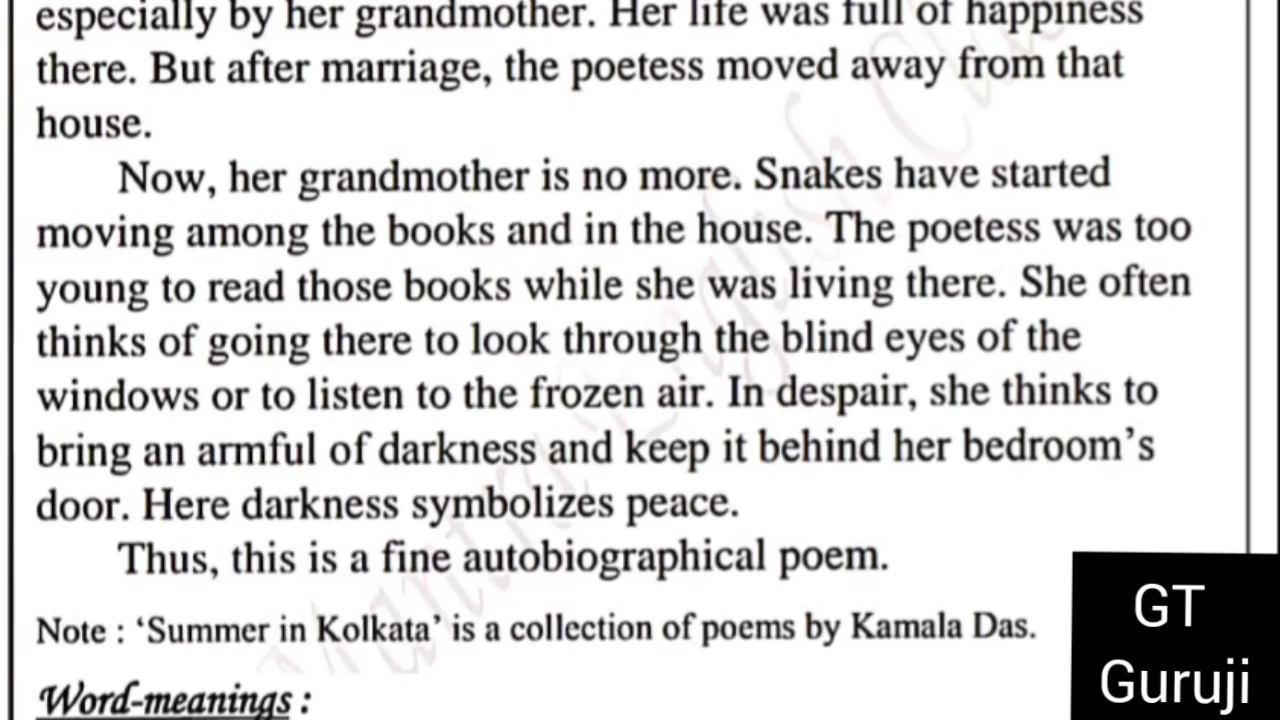 especially by her grandmother. Her life was full of happiness
there. But after marriage, the poetess moved away from that
house.
Now, her grandmother is no more. Snakes have started
moving among the books and in the house. The poetess was too
young to read those books while she was living there. She often
thinks of going there to look through the blind eyes of the
windows or to listen to the frozen air. In despair, she thinks to
bring an armful of darkness and keep it behind her bedroom's
door. Here darkness symbolizes peace.
Thus, this is a fine autobiographical poem.
Note : 'Summer in Kolkata' is a collection of poems by Kamala Das.
Word-meanings :
GT
Guruji
Mantra English